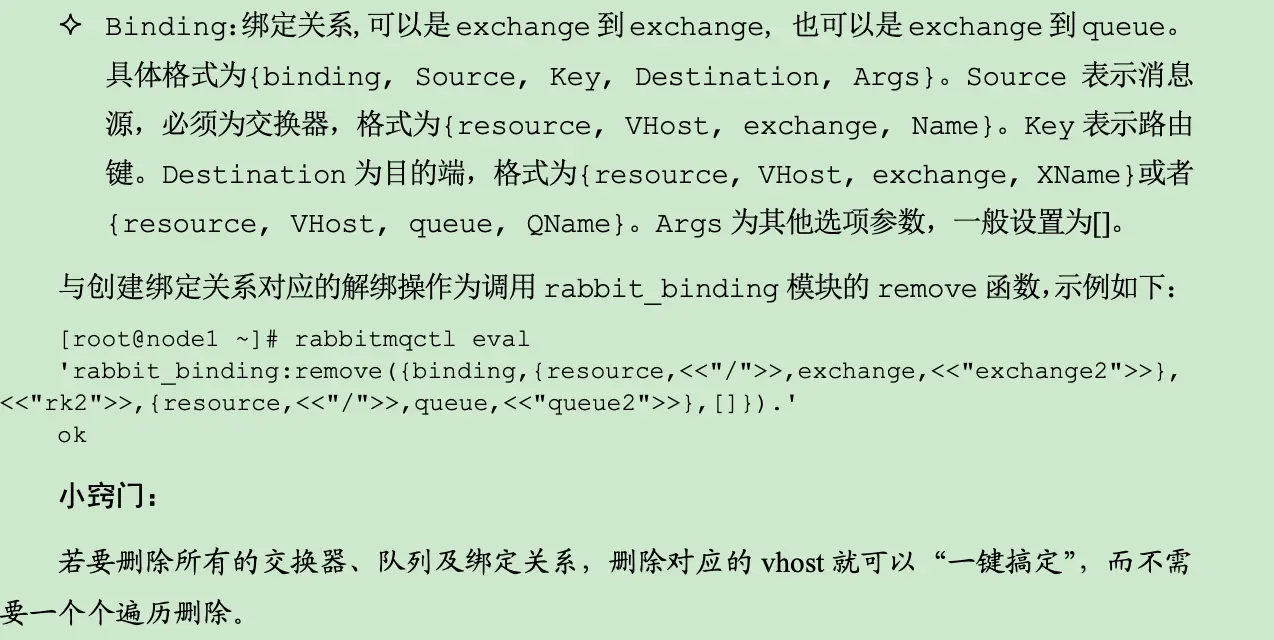 ✧ Binding:绑定关系,可以是exchange到exchange, 也可以是exchange到queue。
具体格式为{binding, Source, Key, Destination, Args}。Source 表示消息
源，必须为交换器，格式为{resource, VHost, exchange, Name}。Key 表示路由
键。Destination 为目的端，格式为{resource, VHost, exchange, XName}或者
{resource, VHost, queue, QName}。Args 为其他选项参数，一般设置为[]。
与创建绑定关系对应的解绑操作为调用 rabbit_binding 模块的 remove 函数,示例如下：
[root@node1 ~]# rabbitmqctl eval
'rabbit_binding:remove({binding,{resource,<<"/">>,exchange,<<"exchange2">>},
<<"rk2">>,{resource,<<"/">>,queue,<<"queue2">>},[]}).'
ok
小窍门：
若要删除所有的交换器、队列及绑定关系，删除对应的 vhost 就可以“一键搞定”，而不需
要一个个遍历删除。